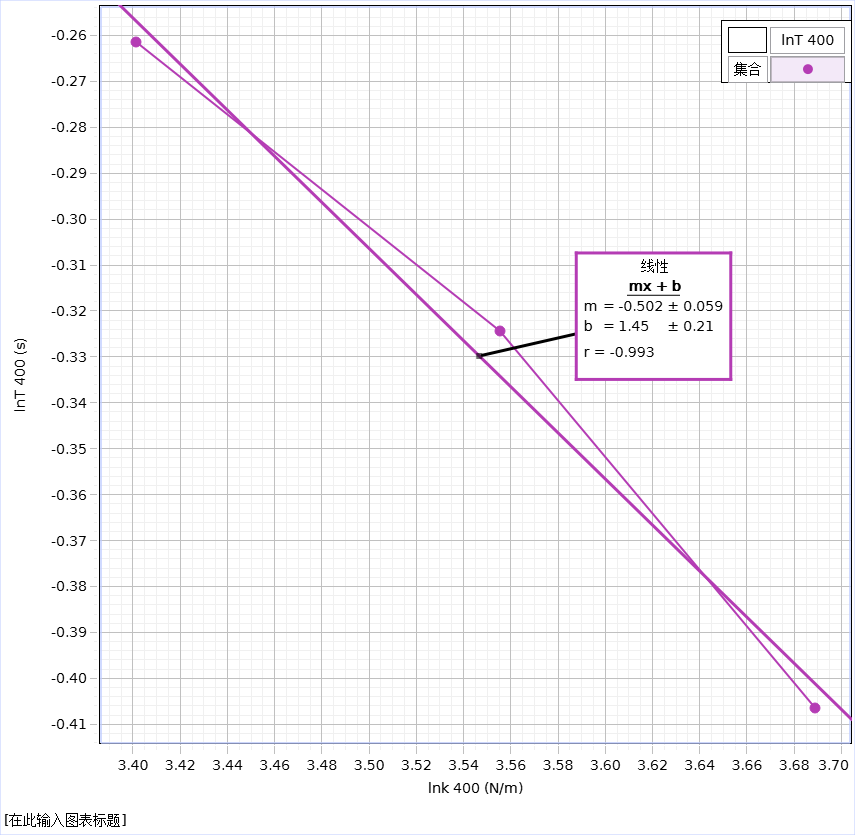 lnT 400
集合
-0.26
-0.27
-0.28
-0.29
-0.30
-0.31
-0.32
-0.33
-0.34
-0.35
-0.36
-0.37
-0.38
-0.39
-0.40
-0.41
lnT 400 (s)
线性
mx + b
m = -0.502 ± 0.059
b = 1.45 ± 0.21
r = -0.993
3.40 3.42 3.44 3.46 3.48 3.50 3.52 3.54 3.56 3.58 3.60 3.62 3.64 3.66 3.68 3.70
lnk 400 (N/m)
[在此输入图表标题]